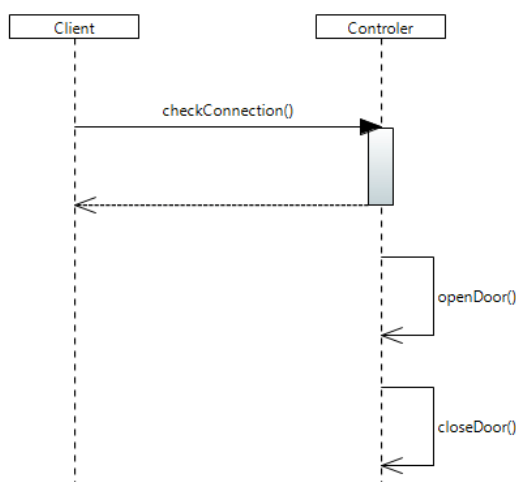 Client
Controler
checkConnection()
openDoor()
closeDoor()